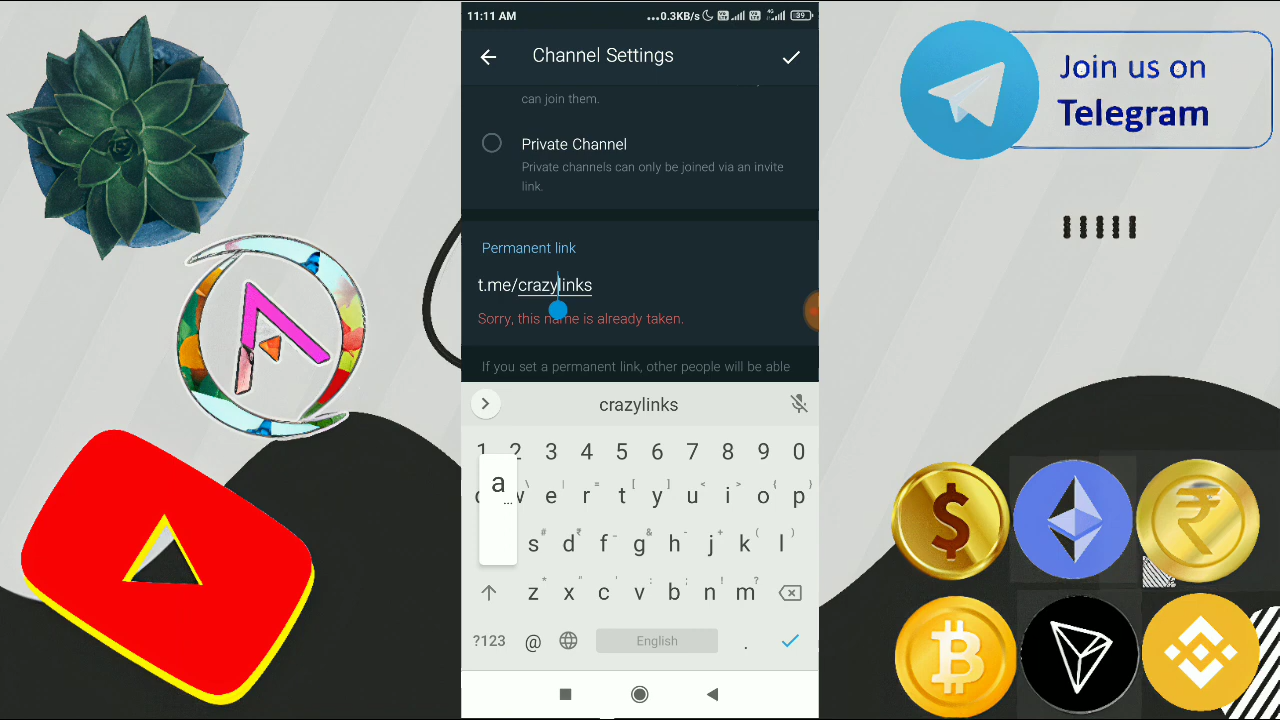 11:11 AM
...0.3KB/s
4G
39
Channel Settings
can join them.
Private Channel
Private channels can only be joined via an invite
link.
Permanent link
t.me/crazylinks
Sorry, this name is already taken.
If you set a permanent link, other people will be able
crazylinks
1 2 3 4 5 6 7 8 9 0
a
w e r t y u i o p
s d f g h j k l
z x c v b n m
?123 @ English .
Join us on
Telegram